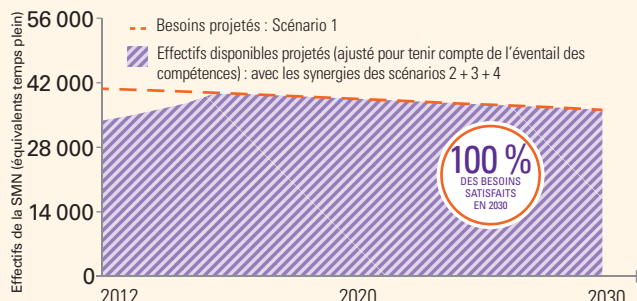 Effectifs de la SMN (équivalents temps plein)
56 000
42 000
28 000
14 000
0
Besoins projetés : Scénario 1
Effectifs disponibles projetés (ajusté pour tenir compte de l'éventail des
compétences) : avec les synergies des scénarios 2 + 3 + 4
100 %
DES BESOINS
SATISFAITS
EN 2030
2012
2020
2030